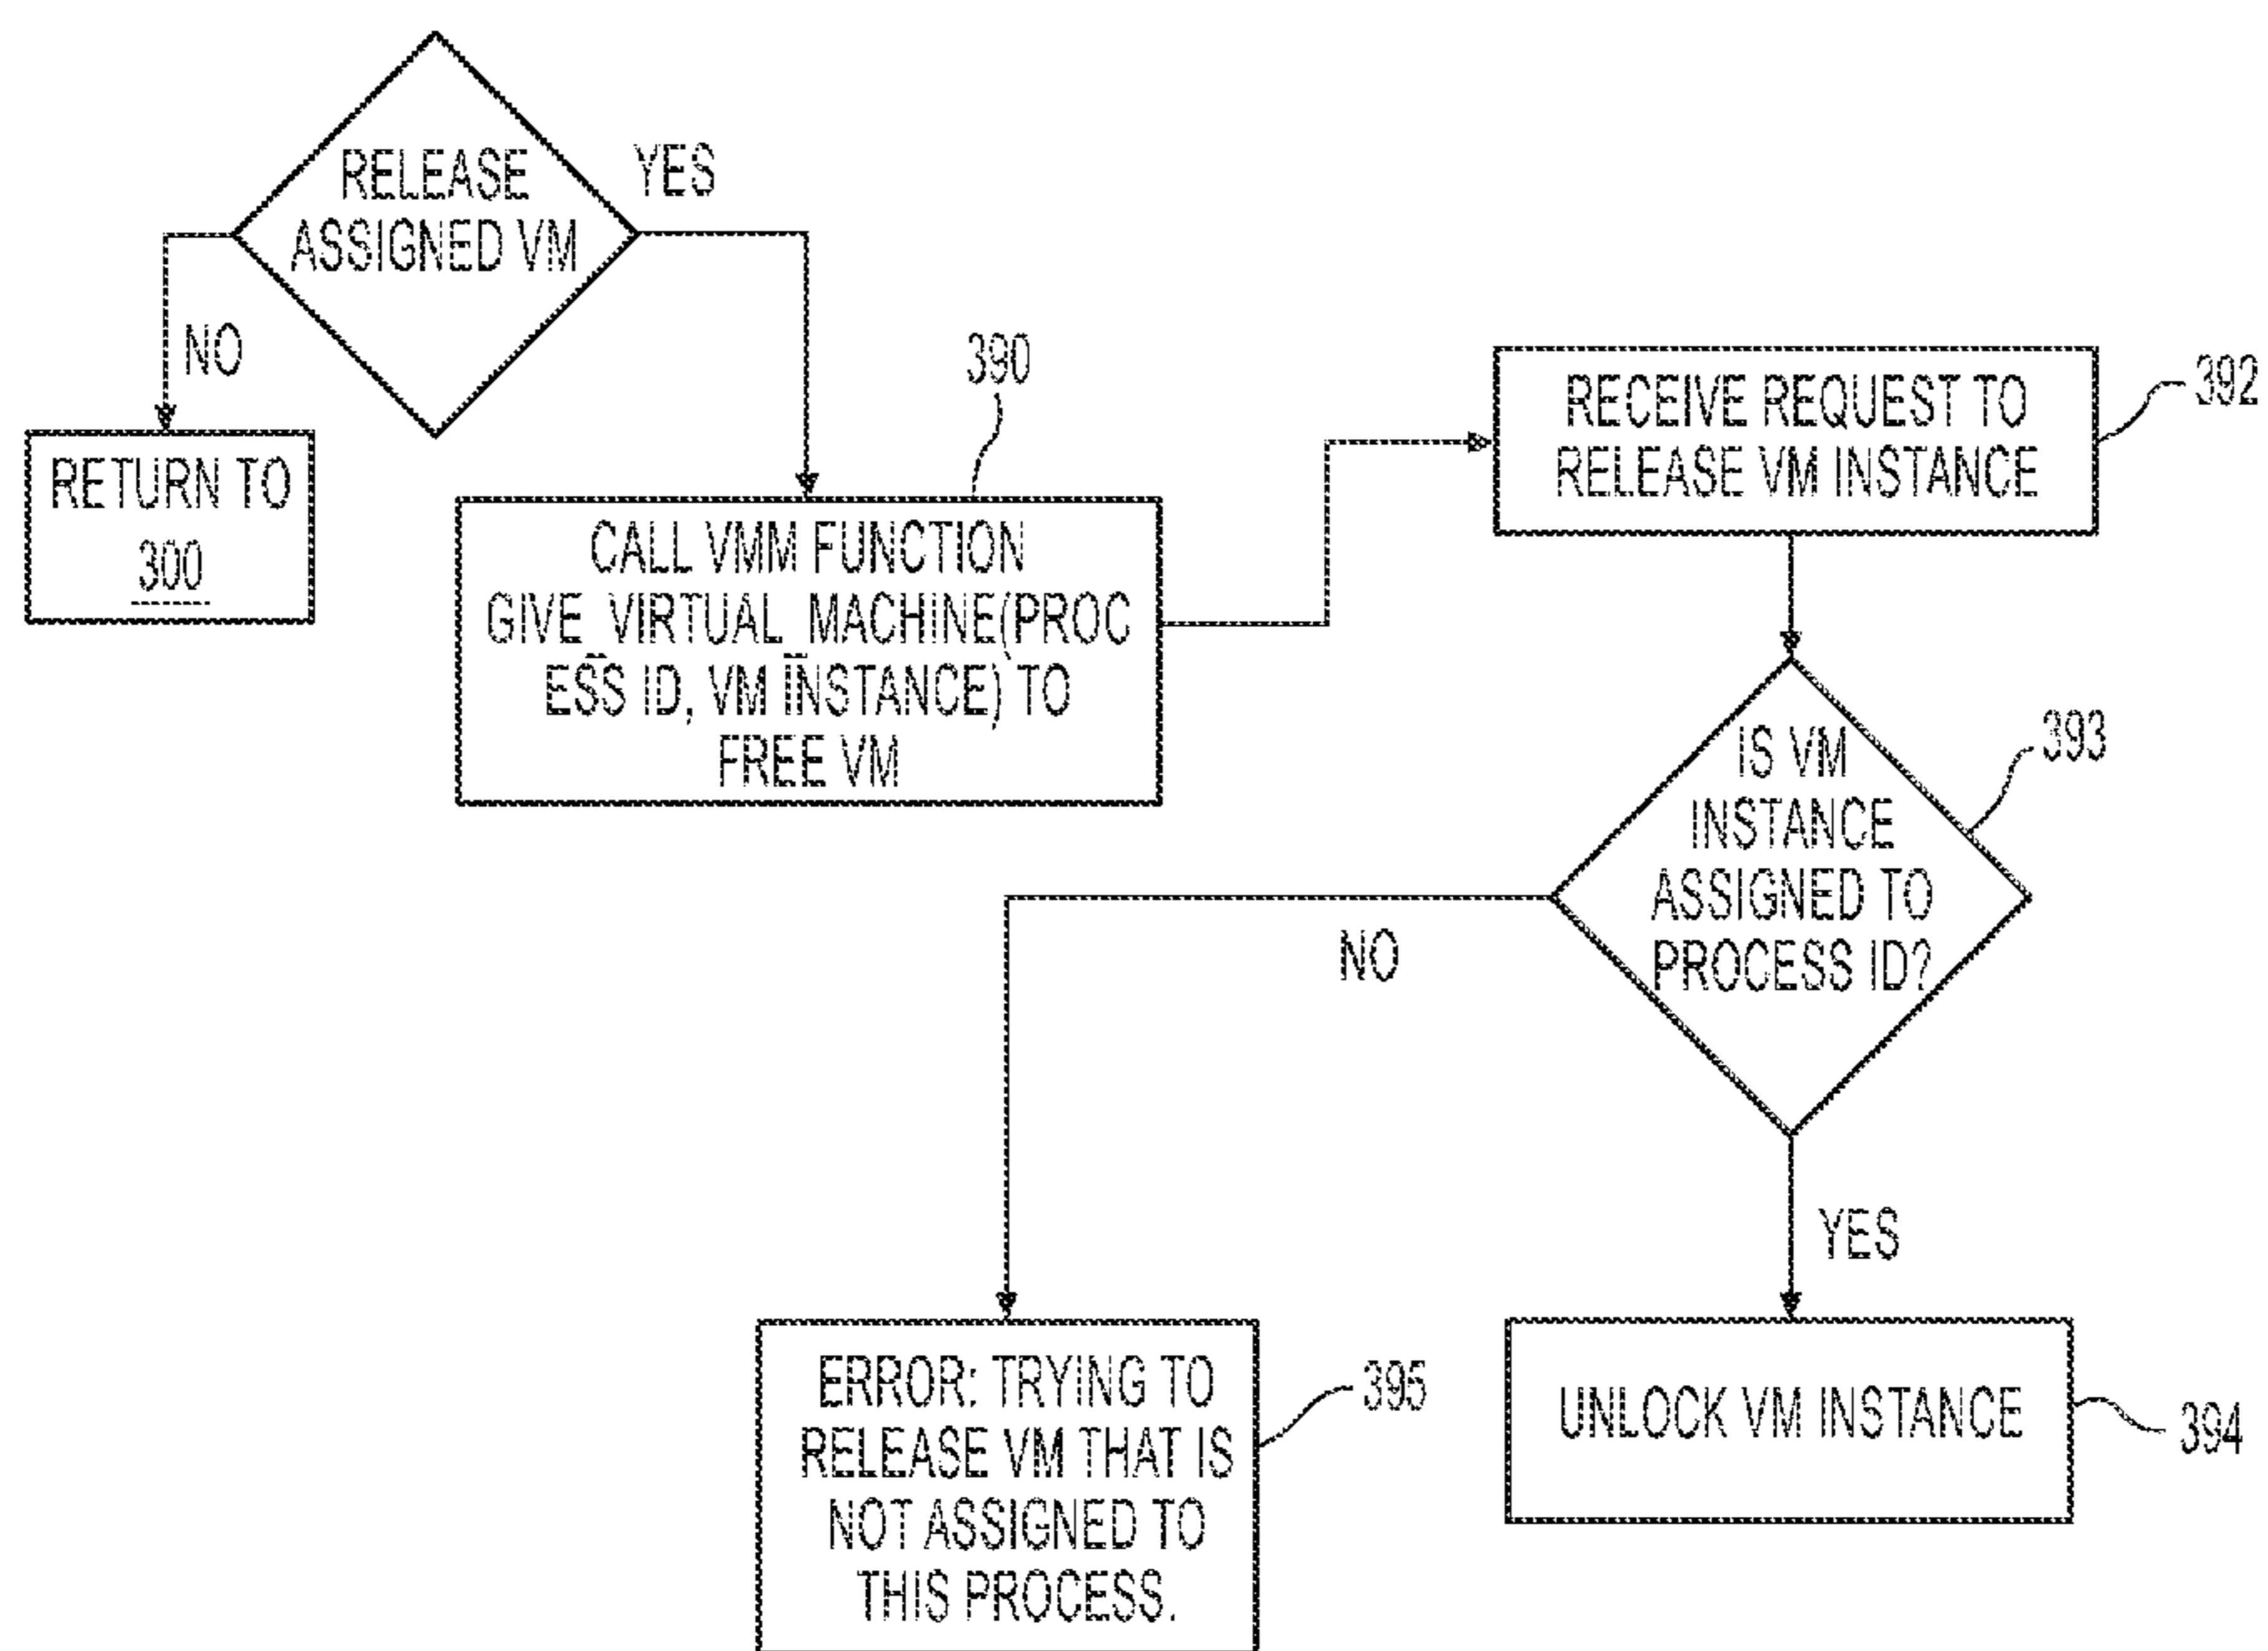 RELEASE
ASSIGNED VM
YES
NO
RETURN TO
300
390
CALL VMM FUNCTION
GIVE_VIRTUAL_MACHINE(PROC
ESS ID, VM INSTANCE) TO
FREE VM
RECEIVE REQUEST TO
RELEASE VM INSTANCE
392
IS VM
INSTANCE
ASSIGNED TO
PROCESS ID?
393
NO
YES
ERROR: TRYING TO
RELEASE VM THAT IS
NOT ASSIGNED TO
THIS PROCESS.
395
UNLOCK VM INSTANCE
394